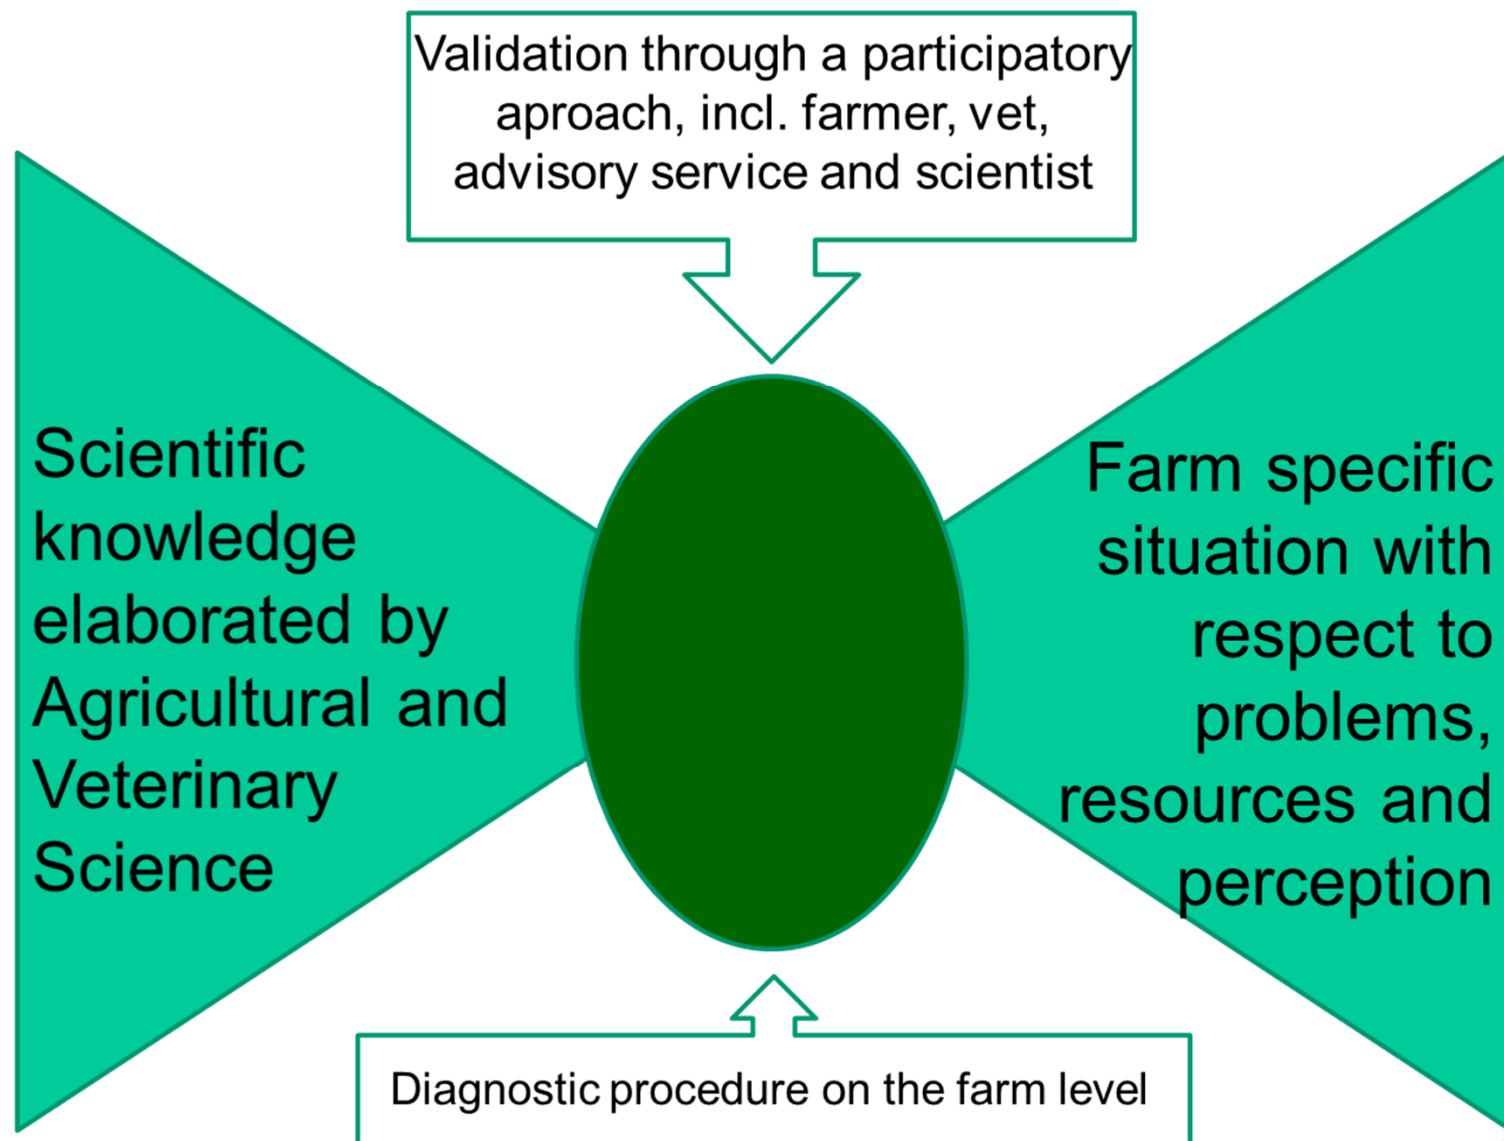 Validation through a participatory
aproach, incl. farmer, vet,
advisory service and scientist
Scientific
knowledge
elaborated by
Agricultural and
Veterinary
Science
Farm specific
situation with
respect to
problems,
resources and
perception
Diagnostic procedure on the farm level